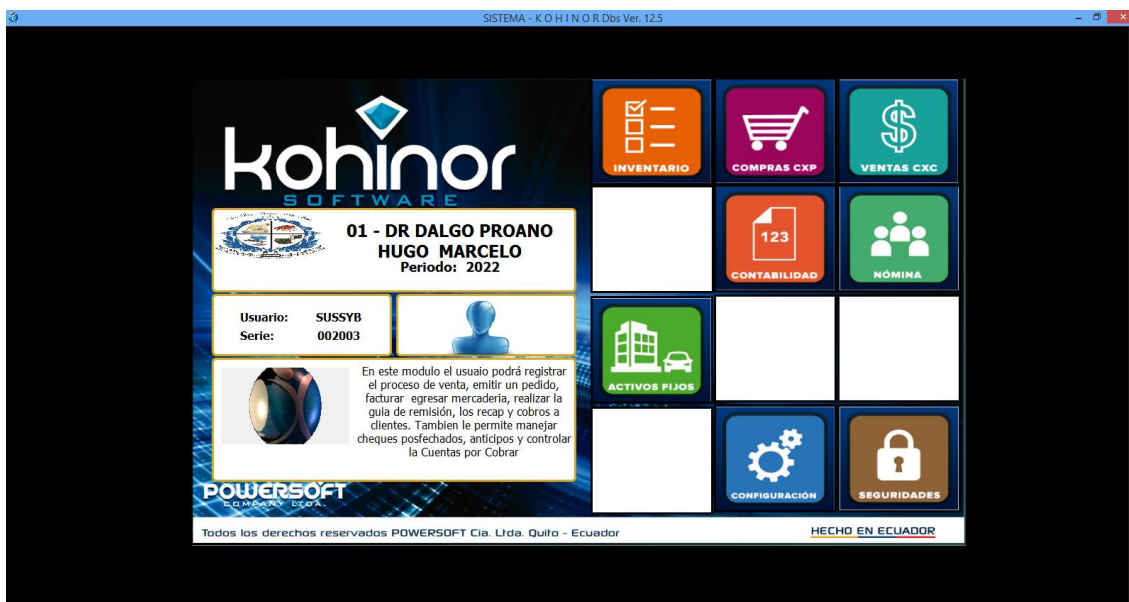 SISTEMA - K O H I N O R Dbs Ver. 12.5
kohinor
SOFTWARE
01 - DR DALGO PROANO
HUGO MARCELO
Periodo: 2022
Usuario: SUSSYB
Serie: 002003
En este modulo el usuaio podrá registrar
el proceso de venta, emitir un pedido,
facturar egresar mercaderia, realizar la
guia de remisión, los recap y cobros a
clientes. Tambien le permite manejar
cheques posfechados, anticipos y controlar
la Cuentas por Cobrar
POWERSOFT
COMPANY LTDA.
INVENTARIO
COMPRAS CXP
VENTAS CXC
123
CONTABILIDAD
NÓMINA
ACTIVOS FIJOS
CONFIGURACIÓN
SEGURIDADES
Todos los derechos reservados POWERSOFT Cia. Ltda. Quito - Ecuador
HECHO EN ECUADOR